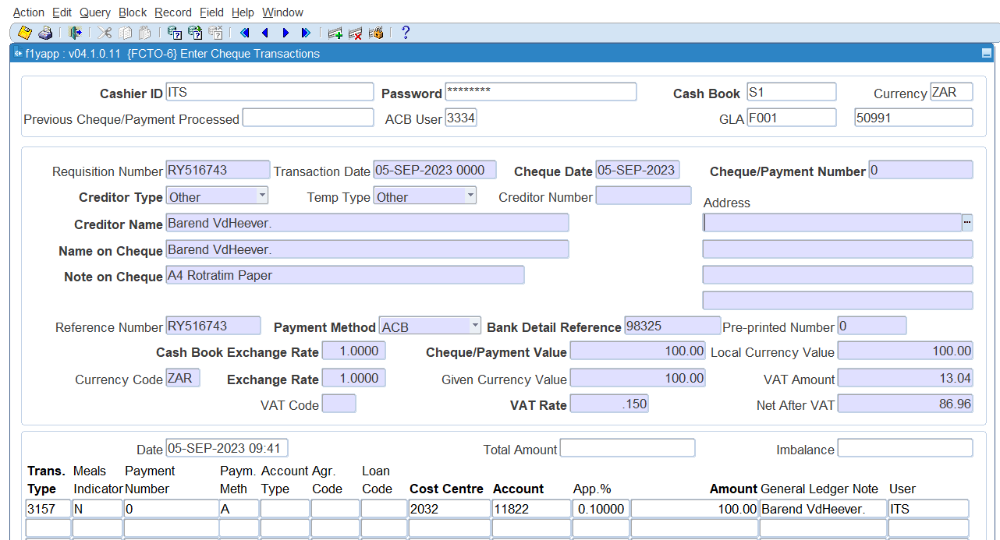 Action Edit Query Block Record Field Help Window
f1yapp : v04.1.0.11 {FCTO-6} Enter Cheque Transactions
Cashier ID ITS Password ******** Cash Book S1 Currency ZAR
Previous Cheque/Payment Processed ACB User 3334 GLA F001 50991
Requisition Number RY516743 Transaction Date 05-SEP-2023 0000 Cheque Date 05-SEP-2023 Cheque/Payment Number 0
Creditor Type Other Temp Type Other Creditor Number
Address
Creditor Name Barend VdHeever. ...
Name on Cheque Barend VdHeever.
Note on Cheque A4 Rotratim Paper
Reference Number RY516743 Payment Method ACB Bank Detail Reference 98325 Pre-printed Number 0
Cash Book Exchange Rate 1.0000 Cheque/Payment Value 100.00 Local Currency Value 100.00
Currency Code ZAR Exchange Rate 1.0000 Given Currency Value 100.00 VAT Amount 13.04
VAT Code VAT Rate .150 Net After VAT 86.96
Date 05-SEP-2023 09:41 Total Amount Imbalance
Trans. Meals Payment Paym. Account Agr. Loan
Type Indicator Number Meth Type Code Code Cost Centre Account App.% Amount General Ledger Note User
3157 N 0 A 2032 11822 0.10000 100.00 Barend VdHeever. ITS